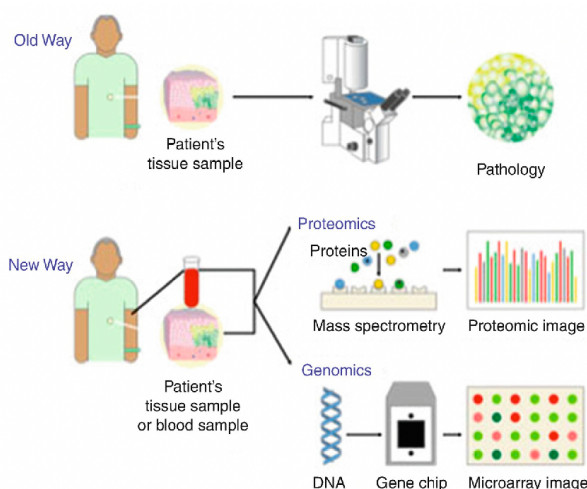 Old Way
Patient's
tissue sample
Pathology
New Way
Patient's
tissue sample
or blood sample
Proteomics
Proteins
Mass spectrometry
Proteomic image
Genomics
DNA
Gene chip
Microarray image